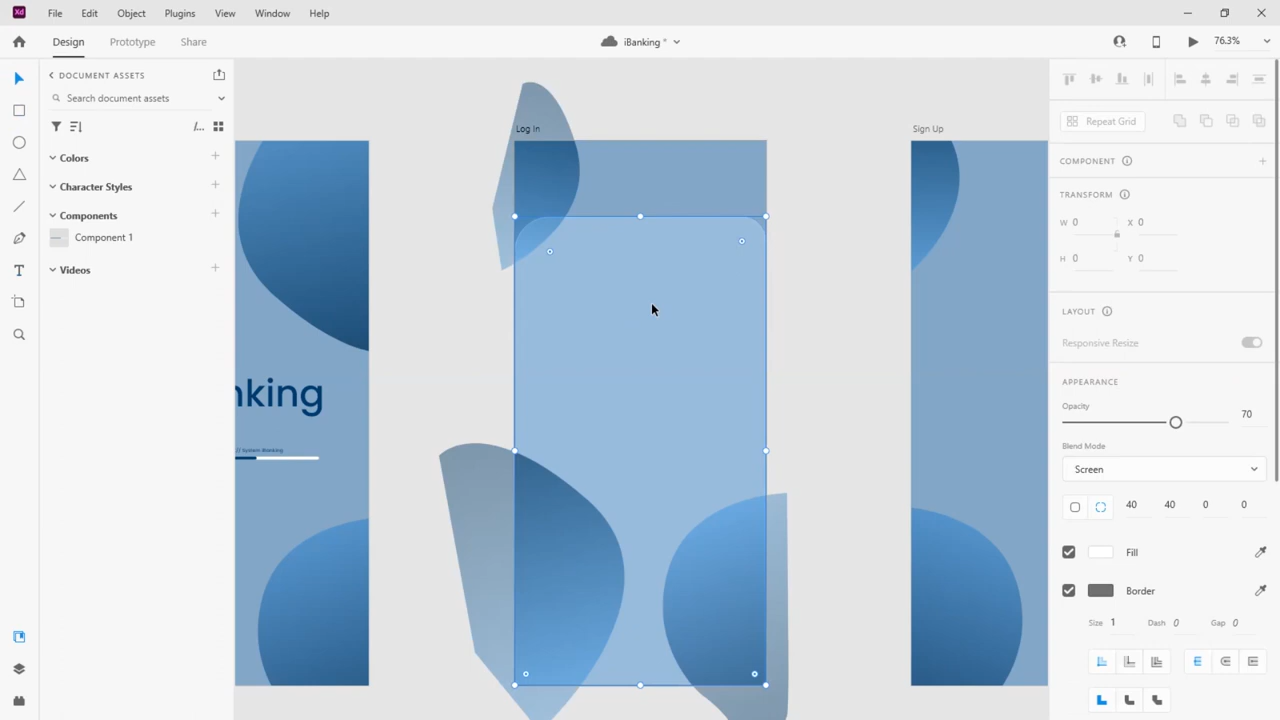 Xd File Edit Object Plugins View Window Help
Design Prototype Share iBanking * 76.3%
DOCUMENT ASSETS
Search document assets
Colors
Character Styles
Components
Component 1
Videos
Log In
Sign Up
nking
// System iBanking
Repeat Grid
COMPONENT
TRANSFORM
W 0 X 0
H 0 Y 0
LAYOUT
Responsive Resize
APPEARANCE
Opacity
70
Blend Mode
Screen
40 40 0 0
Fill
Border
Size 1 Dash 0 Gap 0